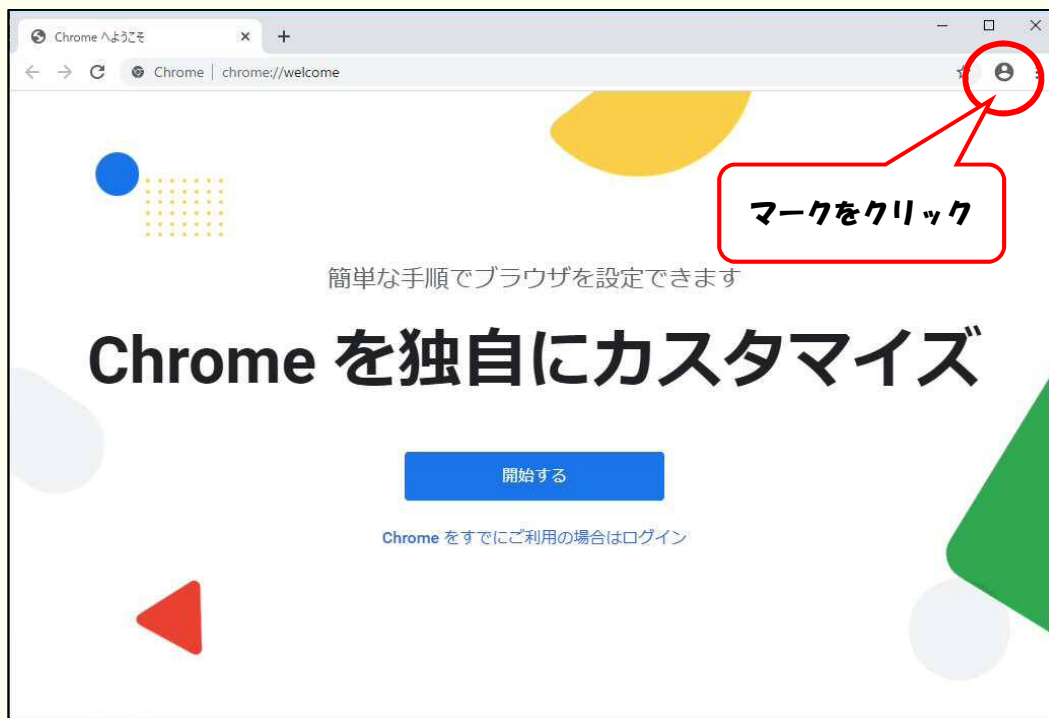 Chrome へようこそ
Chrome | chrome://welcome
マークをクリック
簡単な手順でブラウザを設定できます
Chrome を独自にカスタマイズ
開始する
Chrome をすでにご利用の場合はログイン